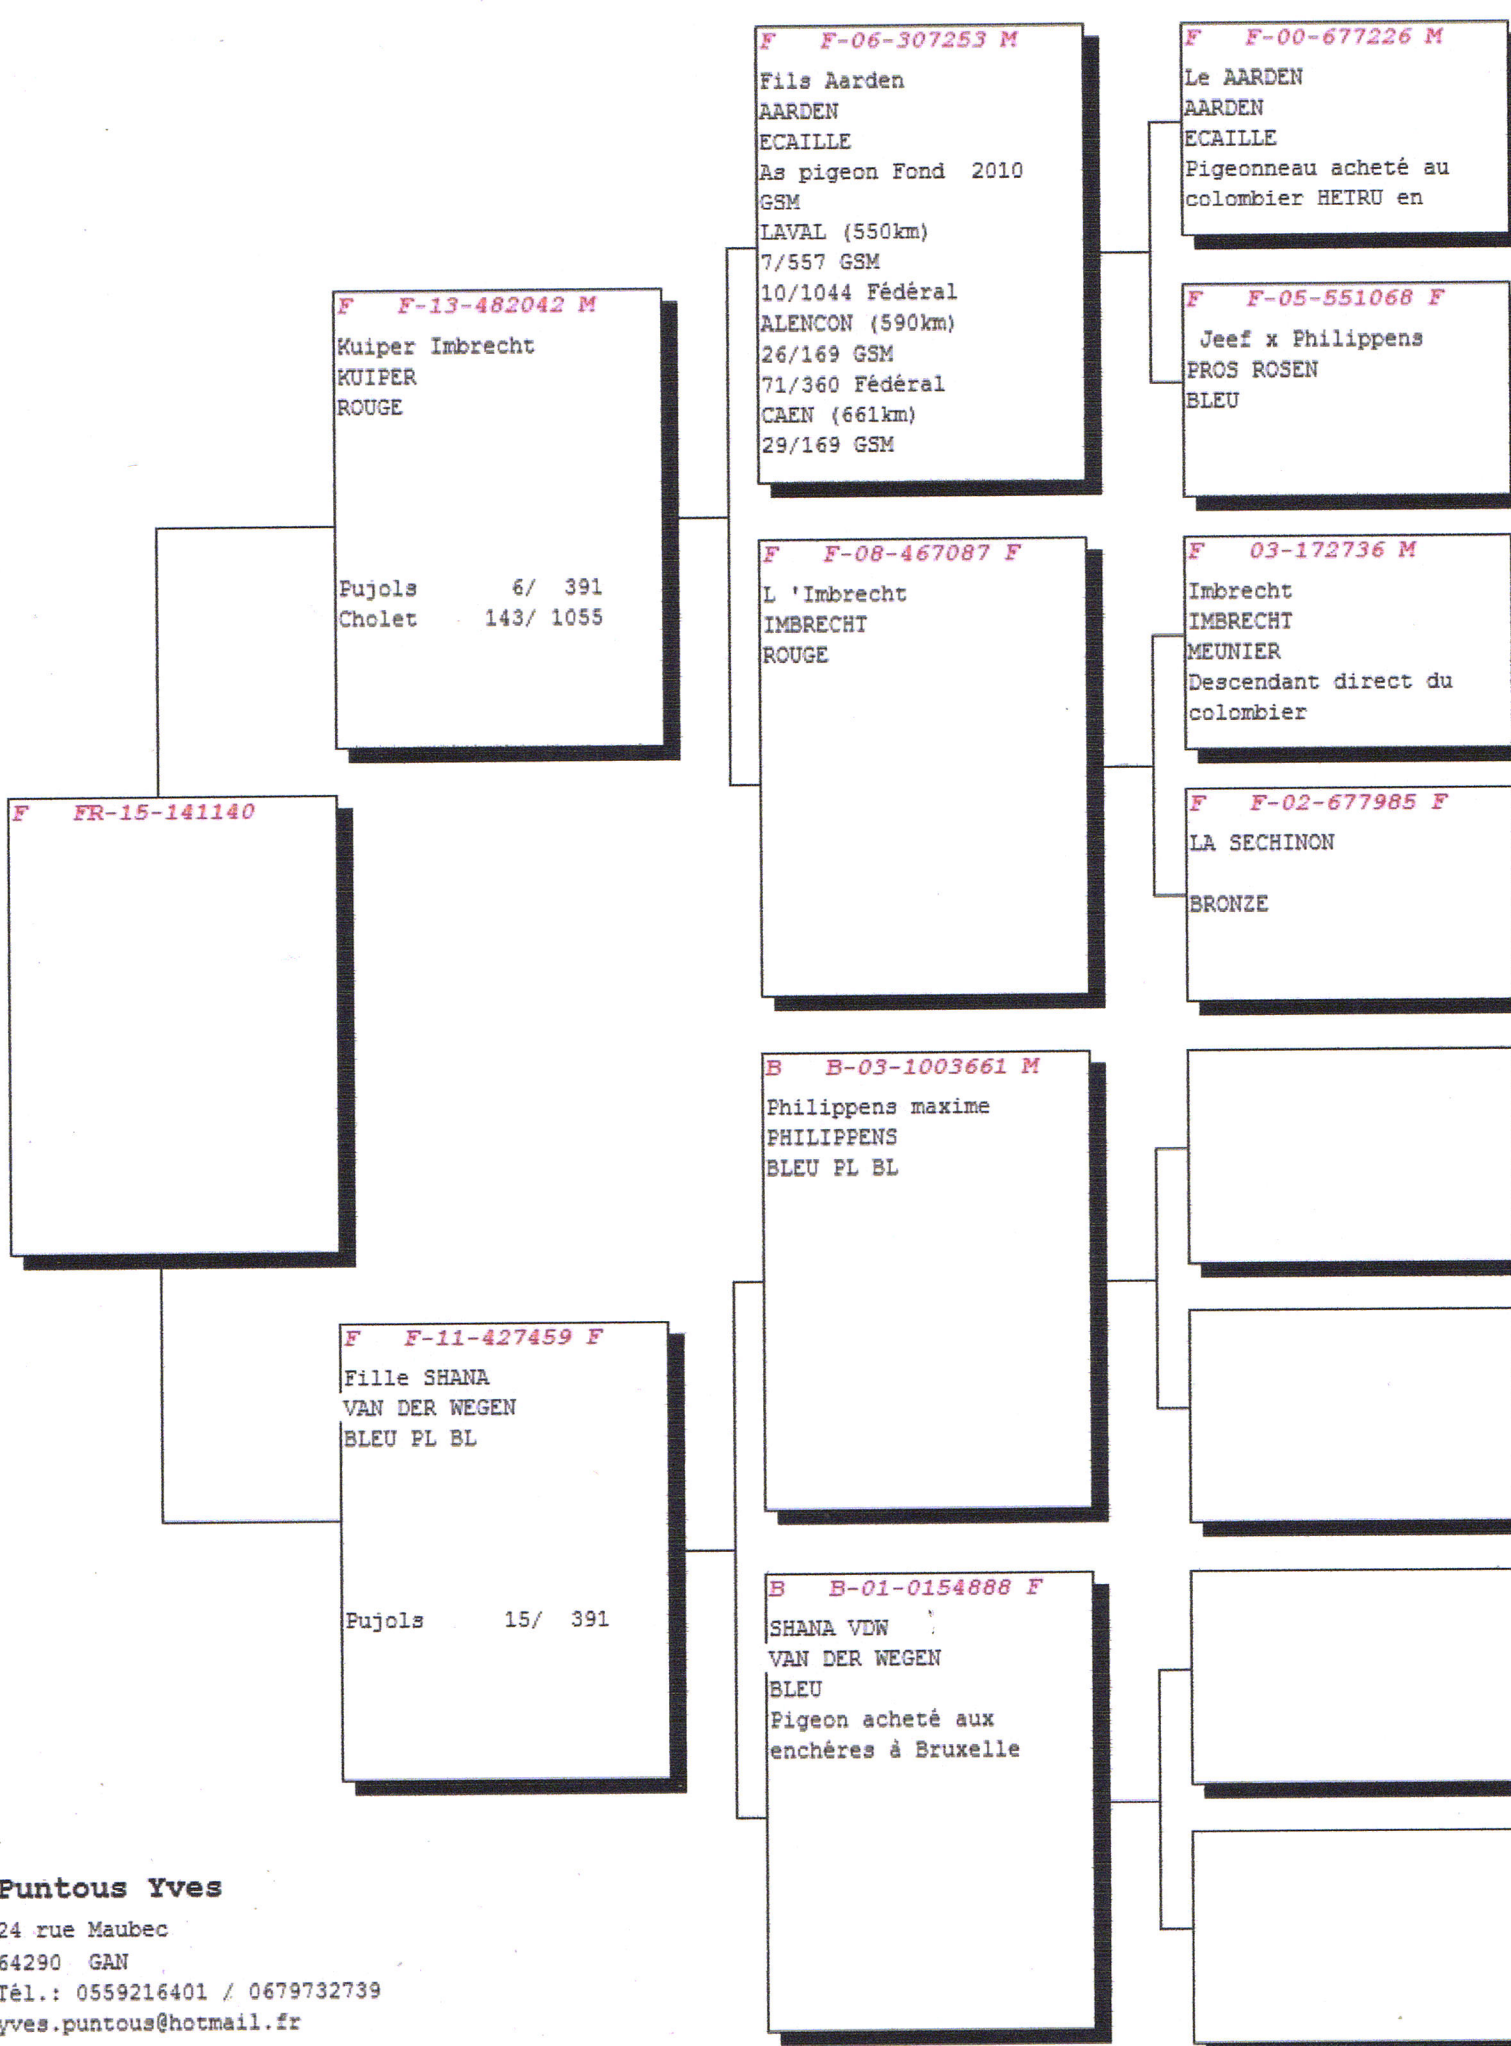 F F-06-307253 M
Fils Aarden
AARDEN
ECAILLE
As pigeon Fond 2010
GSM
LAVAL (550km)
7/557 GSM
10/1044 Fédéral
ALENCON (590km)
26/169 GSM
71/360 Fédéral
CAEN (661km)
29/169 GSM
F F-00-677226 M
Le AARDEN
AARDEN
ECAILLE
Pigeonneau acheté au
colombier HETRU en
F F-05-551068 F
Jeef x Philippens
PROS ROSEN
BLEU
F F-13-482042 M
Kuiper Imbrecht
KUIPER
ROUGE
Pujols 6/ 391
Cholet 143/ 1055
F F-08-467087 F
L 'Imbrecht
IMBRECHT
ROUGE
F 03-172736 M
Imbrecht
IMBRECHT
MEUNIER
Descendant direct du
colombier
F F-02-677985 F
LA SECHINON
BRONZE
F FR-15-141140
B B-03-1003661 M
Philippens maxime
PHILIPPENS
BLEU PL BL
F F-11-427459 F
Fille SHANA
VAN DER WEGEN
BLEU PL BL
Pujols 15/ 391
B B-01-0154888 F
SHANA VDW
VAN DER WEGEN
BLEU
Pigeon acheté aux
enchéres à Bruxelle
Puntous Yves
24 rue Maubec
64290 GAN
Tél.: 0559216401 / 0679732739
yves.puntous@hotmail.fr